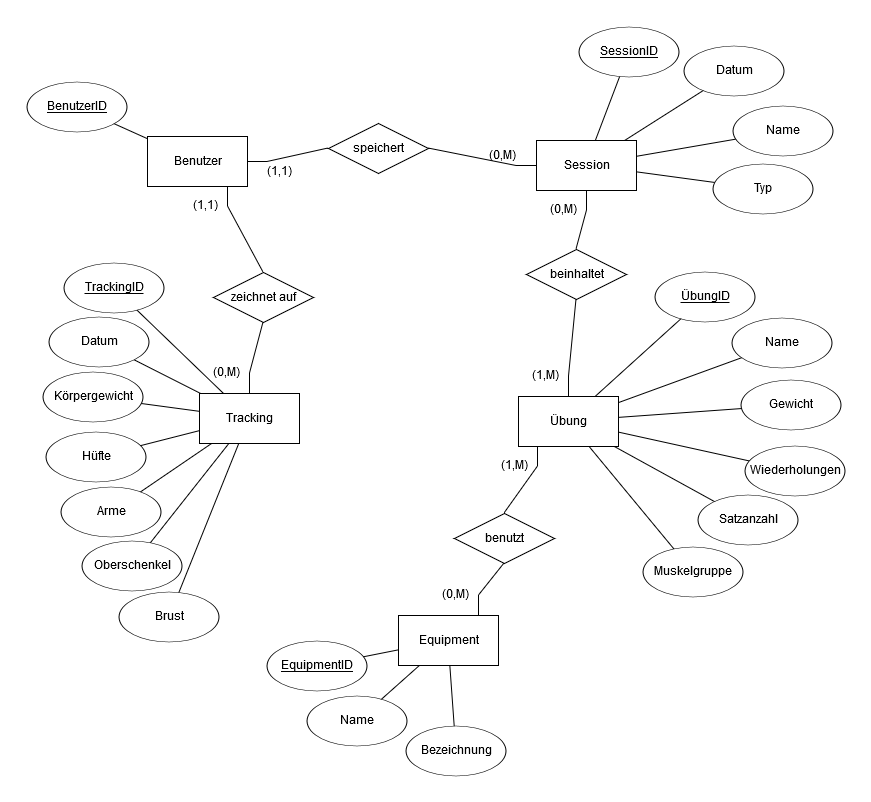 SessionID
Datum
BenutzerID
Name
Benutzer
speichert
(0,M)
Session
(1,1)
Typ
(1,1)
(0,M)
beinhaltet
TrackingID
zeichnet auf
ÜbungID
Datum
Name
(0,M)
(1,M)
Körpergewicht
Gewicht
Tracking
Übung
Hüfte
(1,M)
Wiederholungen
Arme
Satzanzahl
benutzt
Oberschenkel
Muskelgruppe
(0,M)
Brust
Equipment
EquipmentID
Name
Bezeichnung